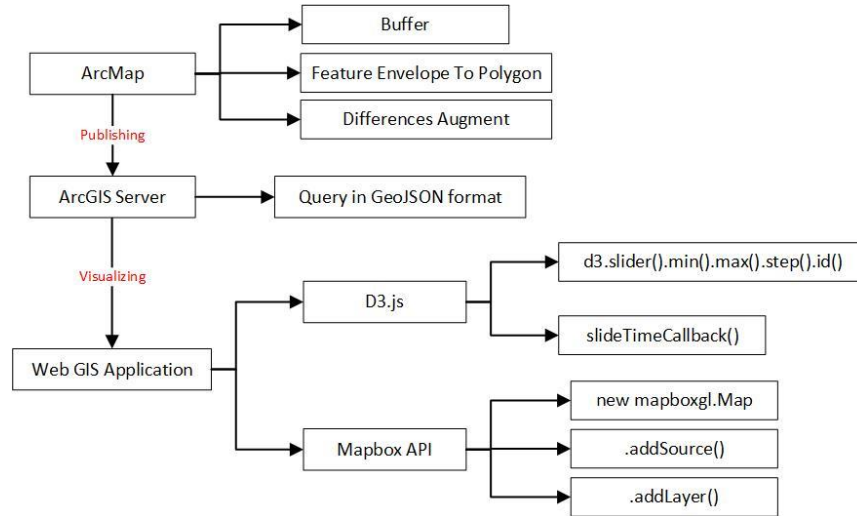 Buffer
ArcMap
Feature Envelope To Polygon
Differences Augment
Publishing
ArcGIS Server
Query in GeoJSON format
Visualizing
d3.slider().min().max().step().id()
D3.js
slideTimeCallback()
Web GIS Application
new mapboxgl.Map
Mapbox API
.addSource()
.addLayer()